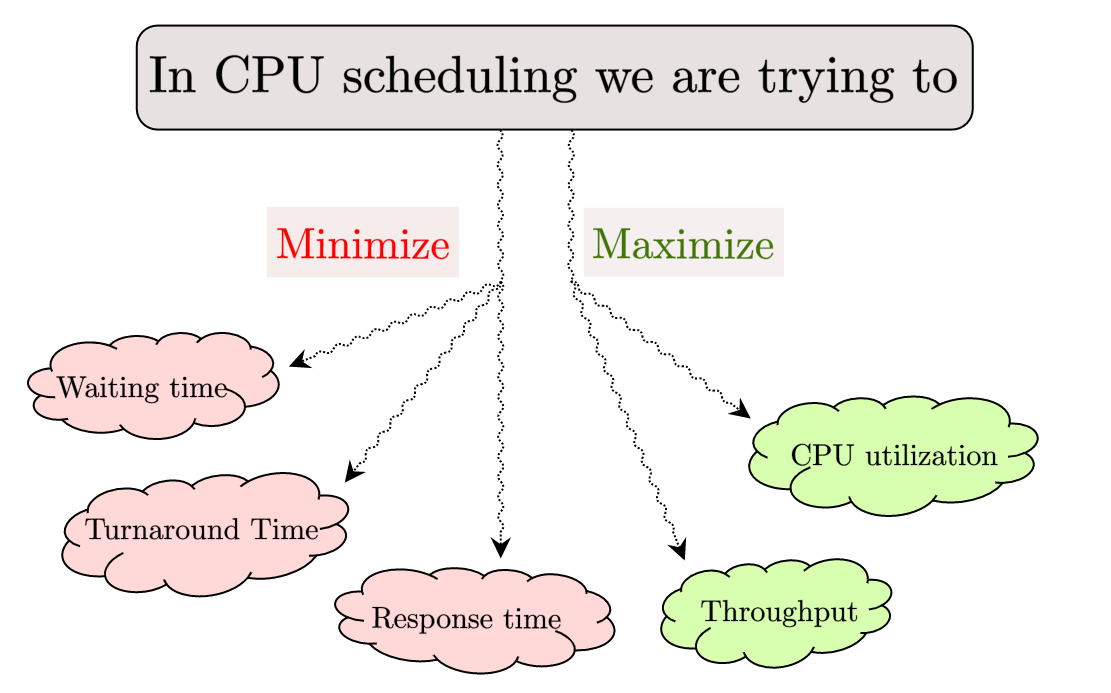 In CPU scheduling we are trying to
Minimize
Maximize
Waiting time
CPU utilization
Turnaround Time
Response time
Throughput